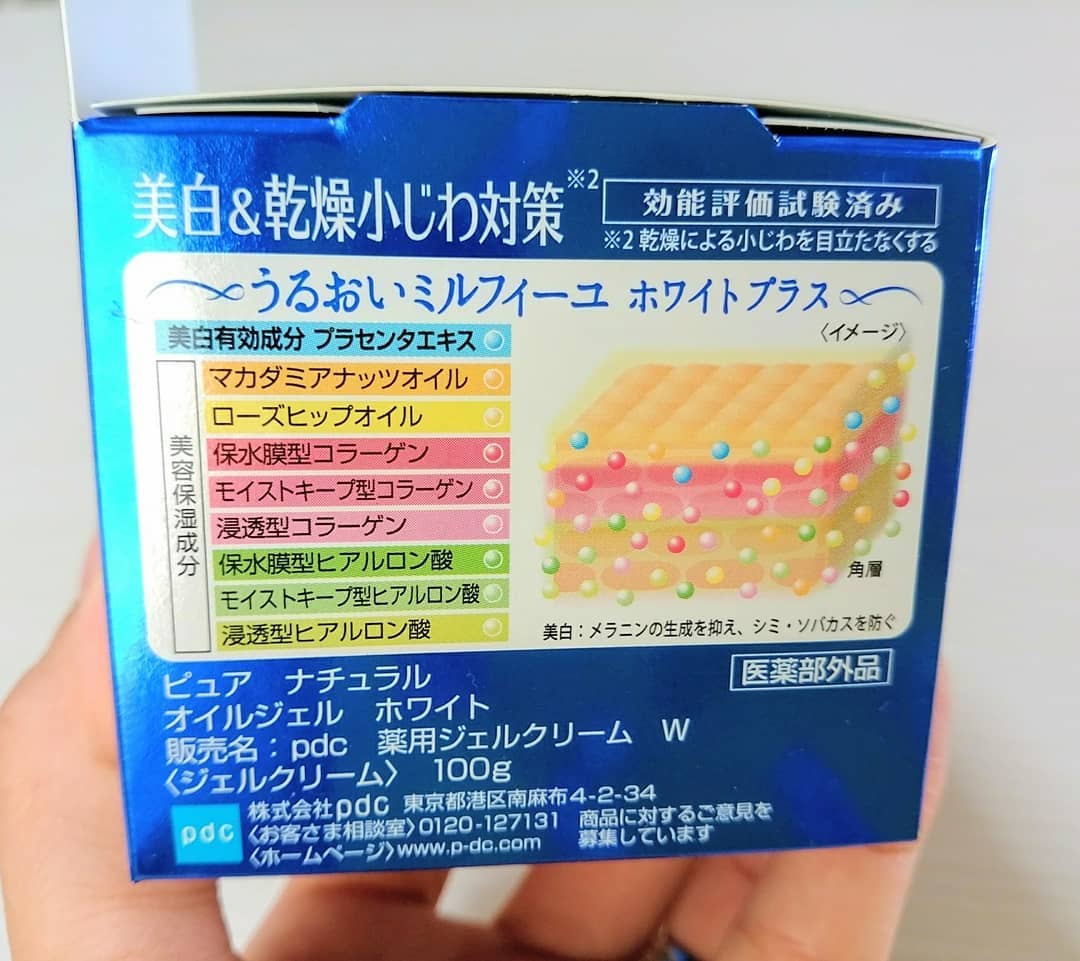 美白&乾燥小じわ対策※2
効能評価試験済み
※2 乾燥による小じわを目立たなくする
うるおいミルフィーユ ホワイトプラス
美白有効成分 プラセンタエキス
美容保湿成分
マカダミアナッツオイル
ローズヒップオイル
保水膜型コラーゲン
モイストキープ型コラーゲン
浸透型コラーゲン
保水膜型ヒアルロン酸
モイストキープ型ヒアルロン酸
浸透型ヒアルロン酸
〈イメージ〉
角層
美白:メラニンの生成を抑え、シミ・ソバカスを防ぐ
医薬部外品
ピュア ナチュラル
オイルジェル ホワイト
販売名:pdc 薬用ジェルクリーム W
〈ジェルクリーム〉 100g
pdc
株式会社pdc 東京都港区南麻布4-2-34
〈お客さま相談室〉0120-127131
〈ホームページ〉www.p-dc.com
商品に対するご意見を
募集しています